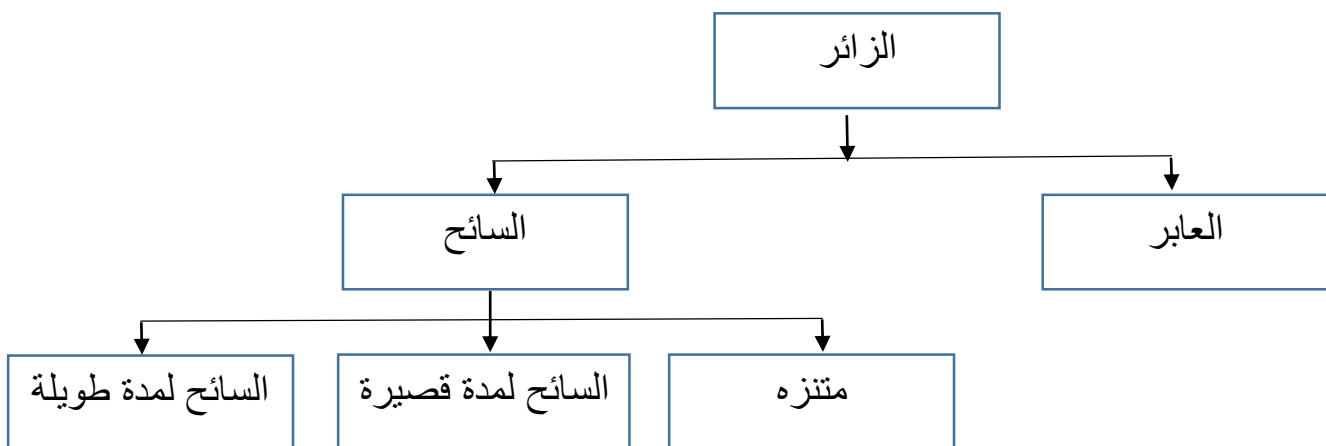 الزائر
العابر
السائح
متنزه
السائح لمدة قصيرة
السائح لمدة طويلة